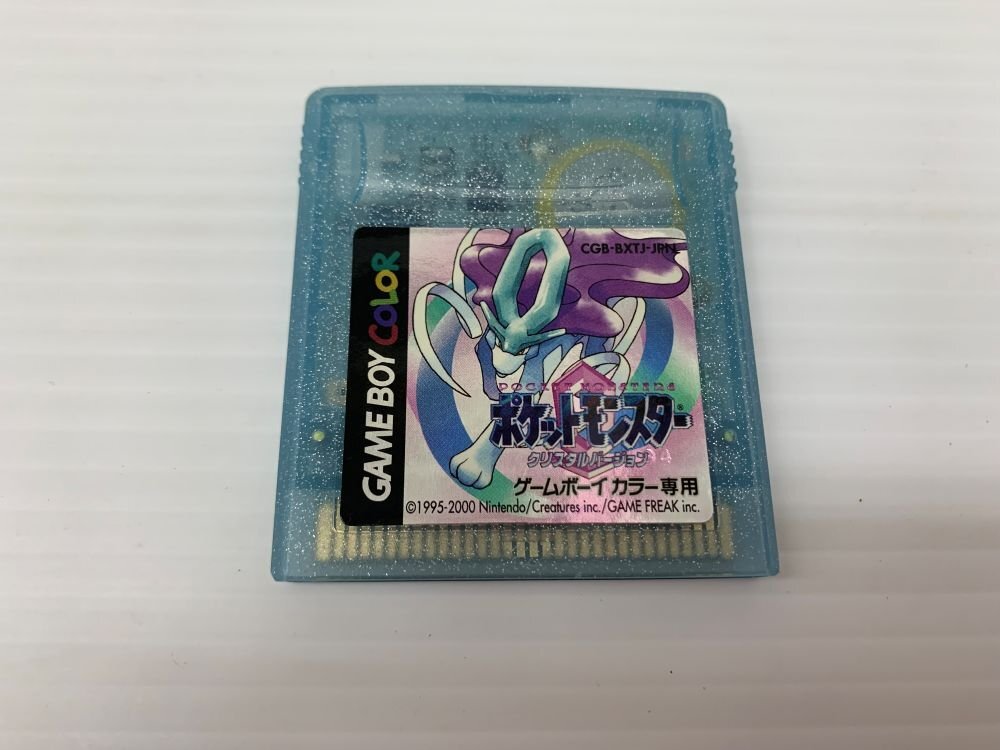 GAME BOY COLOR
CGB-BXTJ-JPN
POCKET MONSTERS
ポケットモンスター
クリスタルバージョン
ゲームボーイカラー専用
©1995-2000 Nintendo/Creatures inc./GAME FREAK inc.